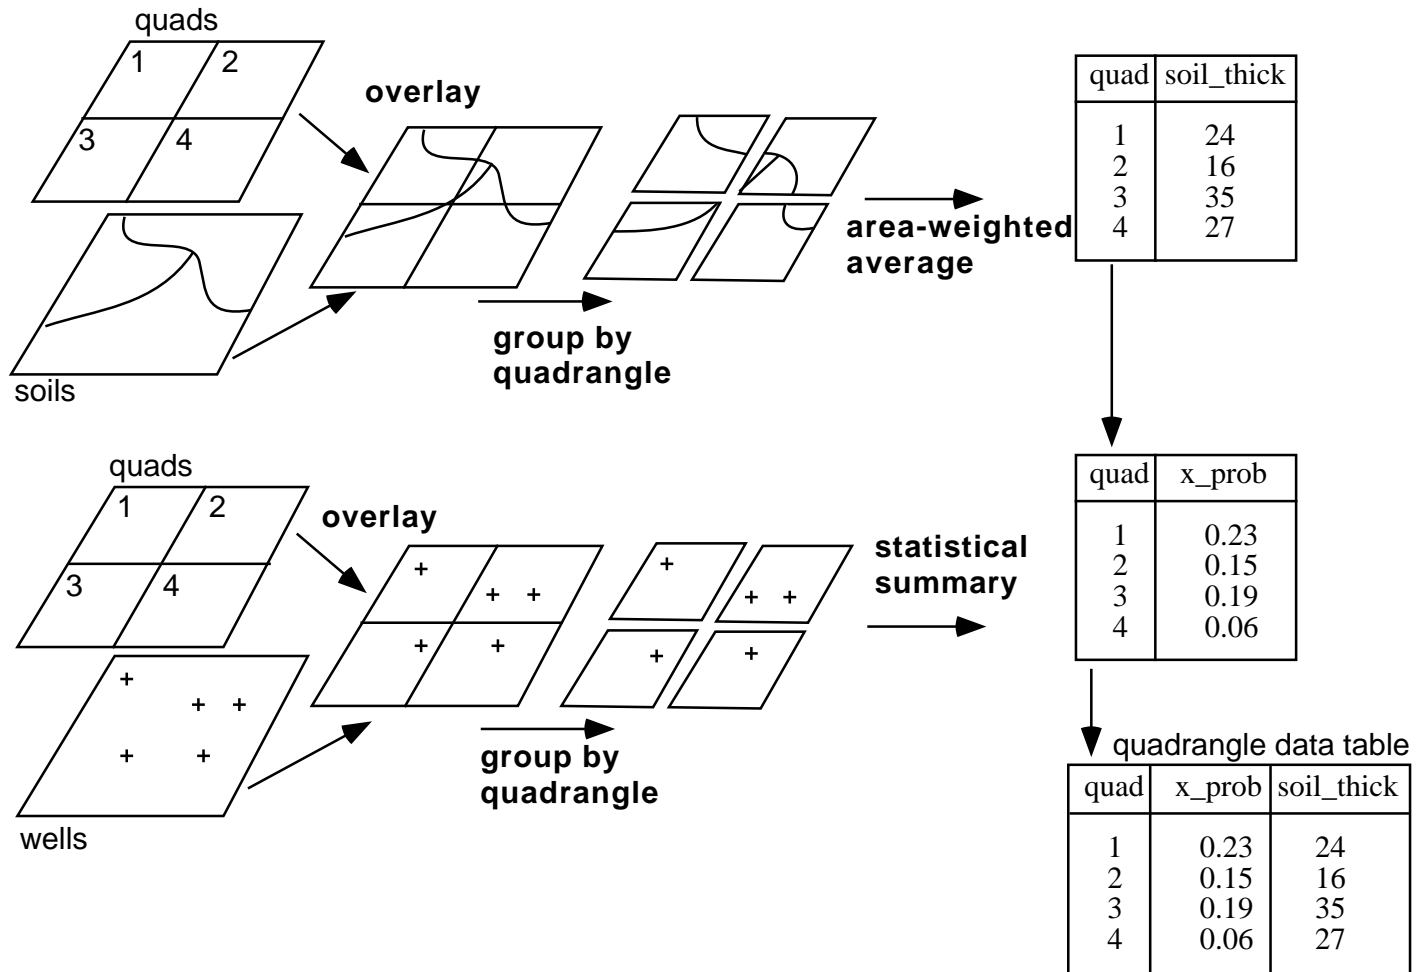 quads
1 2
3 4
overlay
soils
group by
quadrangle
area-weighted
average
quad soil_thick
1 24
2 16
3 35
4 27
quads
1 2
3 4
overlay
wells
group by
quadrangle
statistical
summary
quad x_prob
1 0.23
2 0.15
3 0.19
4 0.06
quadrangle data table
quad x_prob soil_thick
1 0.23 24
2 0.15 16
3 0.19 35
4 0.06 27